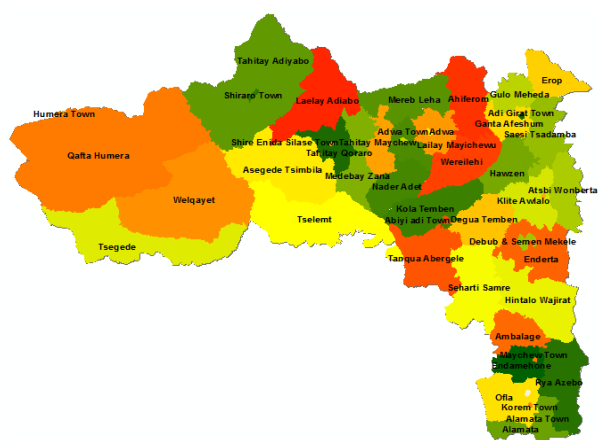 Tahitay Adiyabo
Erop
Shiraro Town
Laelay Adiabo
Mereb Leha
Ahiferom
Gulo Meheda
Humera Town
Adi Girat Town
Ganta Afeshum
Adwa Town
Adwa
Saesi Tsadamba
Shire Enida Silase Town
Tahitay Maychew
Lailay Mayichewu
Qafta Humera
Tahitay Qoraro
Wereilehi
Asegede Tsimbila
Medebay Zana
Hawzen
Nader Adet
Atsbi Wonberta
Welqayet
Klite Awlalo
Kola Temben
Tselemt
Abiyi adi Town
Degua Temben
Tsegede
Debub & Semen Mekele
Tanqua Abergele
Enderta
Seharti Samre
Hintalo Wajirat
Ambalage
Maychew Town
Endamehone
Rya Azebo
Ofla
Korem Town
Alamata Town
Alamata